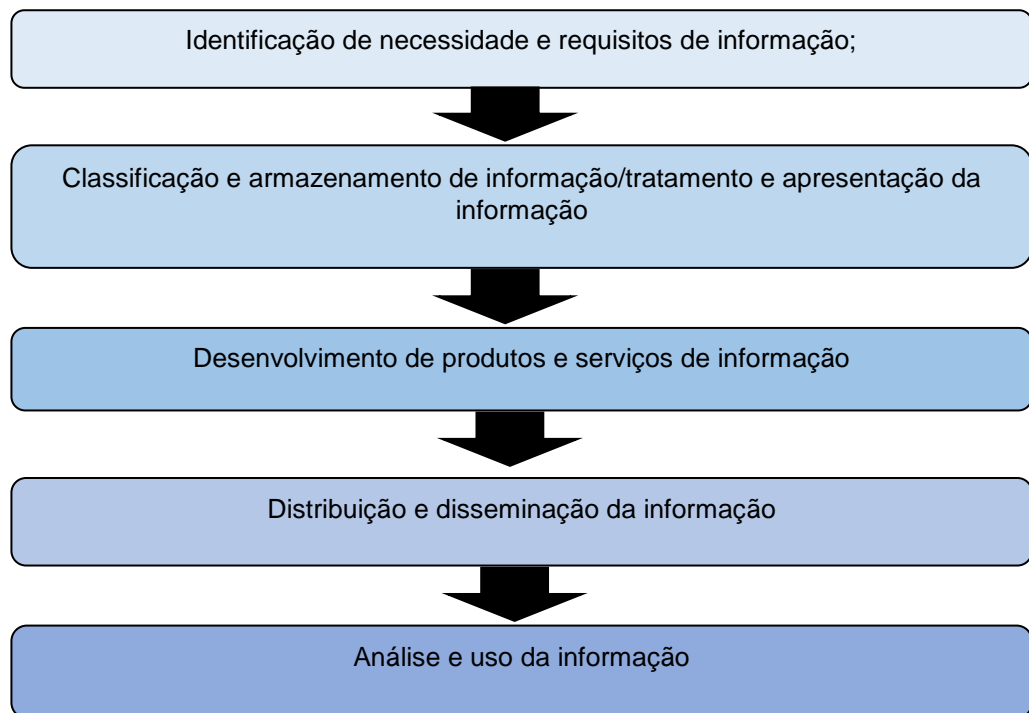 Identificação de necessidade e requisitos de informação;
Classificação e armazenamento de informação/tratamento e apresentação da
informação
Desenvolvimento de produtos e serviços de informação
Distribuição e disseminação da informação
Análise e uso da informação